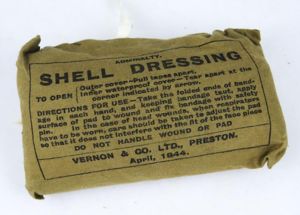 ADMIRALTY.
SHELL DRESSING
TO OPEN { Outer cover—Pull tapes apart.
Inner waterproof cover—Tear apart at the
corner indicated by arrow.
DIRECTIONS FOR USE—Take the folded ends of band-
age in each hand, and keeping bandage taut, apply
surface of pad to wound and fix bandage with safety
pin. In the case of head wounds when respirators
have to be worn, care should be taken to adjust the pad
so that it does not interfere with the fit of the face piece
DO NOT HANDLE WOUND OR PAD
VERNON & CO. LTD., PRESTON.
April, 1944.